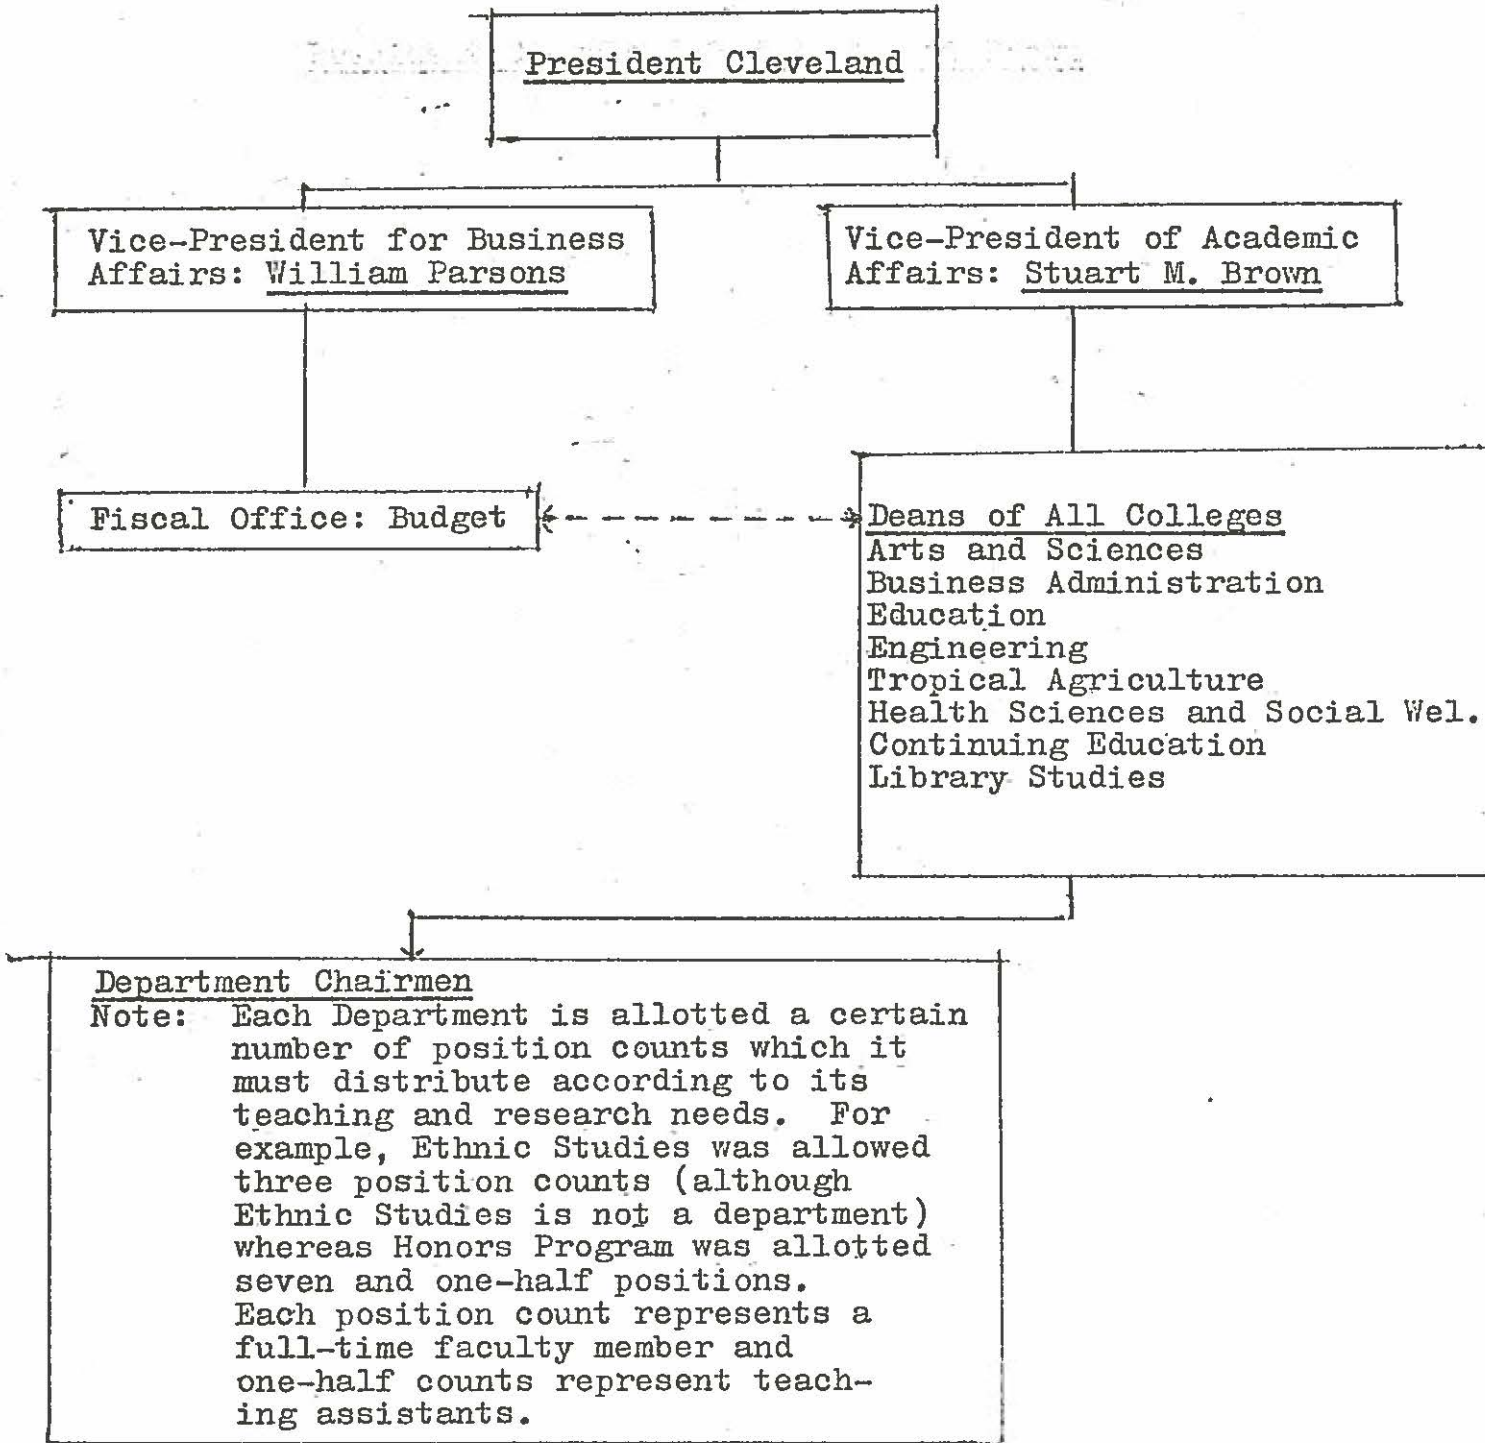 President Cleveland
Vice-President for Business
Affairs: William Parsons
Vice-President of Academic
Affairs: Stuart M. Brown
Fiscal Office: Budget
Deans of All Colleges
Arts and Sciences
Business Administration
Education
Engineering
Tropical Agriculture
Health Sciences and Social Wel.
Continuing Education
Library Studies
Department Chairmen
Note: Each Department is allotted a certain
number of position counts which it
must distribute according to its
teaching and research needs. For
example, Ethnic Studies was allowed
three position counts (although
Ethnic Studies is not a department)
whereas Honors Program was allotted
seven and one-half positions.
Each position count represents a
full-time faculty member and
one-half counts represent teach-
ing assistants.